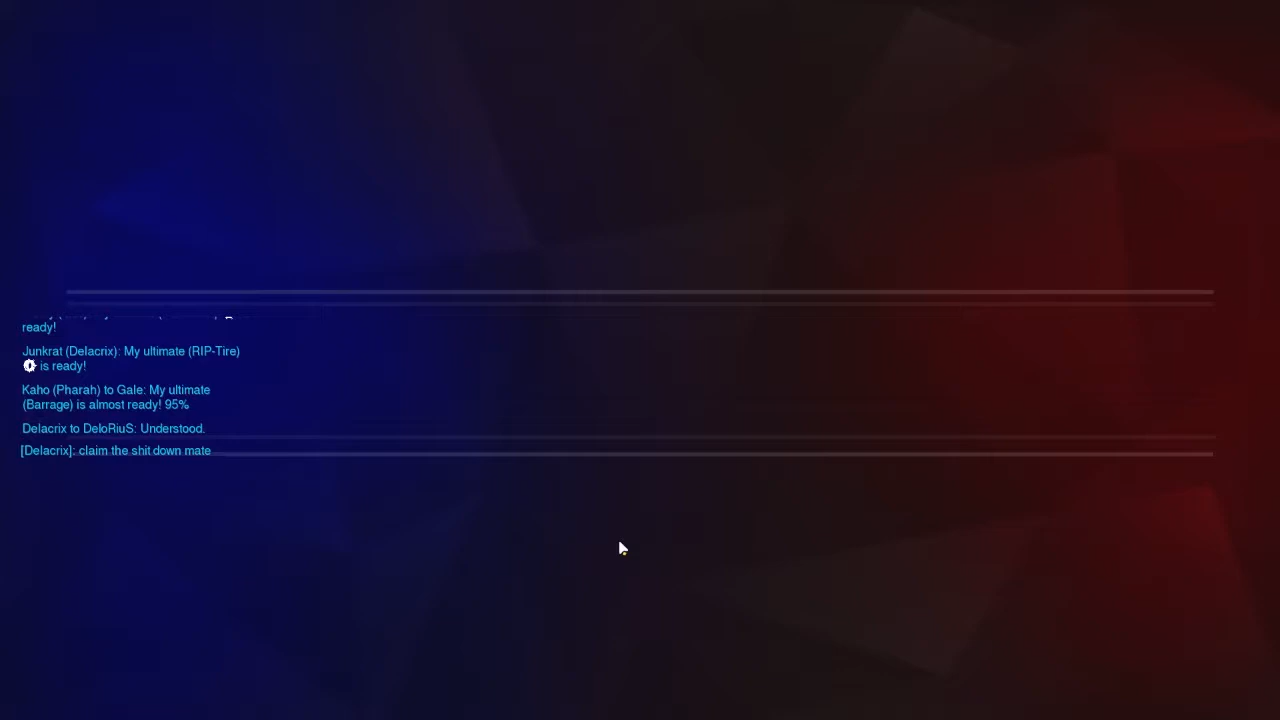 ready!
Junkrat (Delacrix): My ultimate (RIP-Tire)
is ready!
Kaho (Pharah) to Gale: My ultimate
(Barrage) is almost ready! 95%
Delacrix to DeloRiuS: Understood.
[Delacrix]: claim the shit down mate